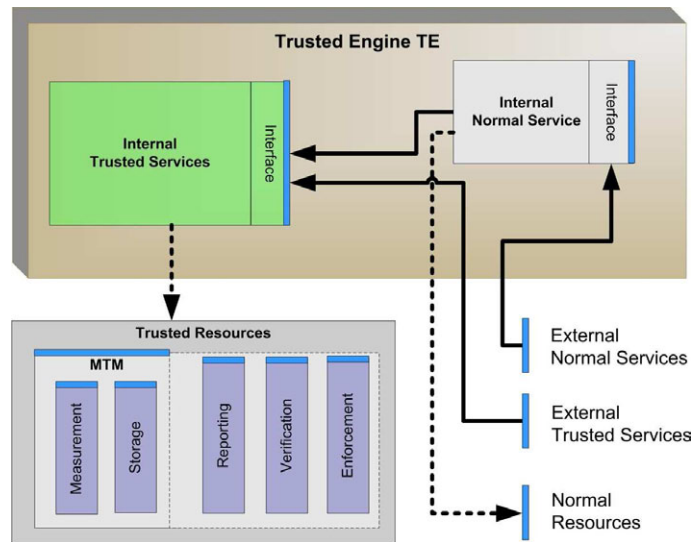 Trusted Engine TE
Internal
Trusted Services
Interface
Internal
Normal Service
Interface
Trusted Resources
MTM
Measurement
Storage
Reporting
Verification
Enforcement
External
Normal Services
External
Trusted Services
Normal
Resources